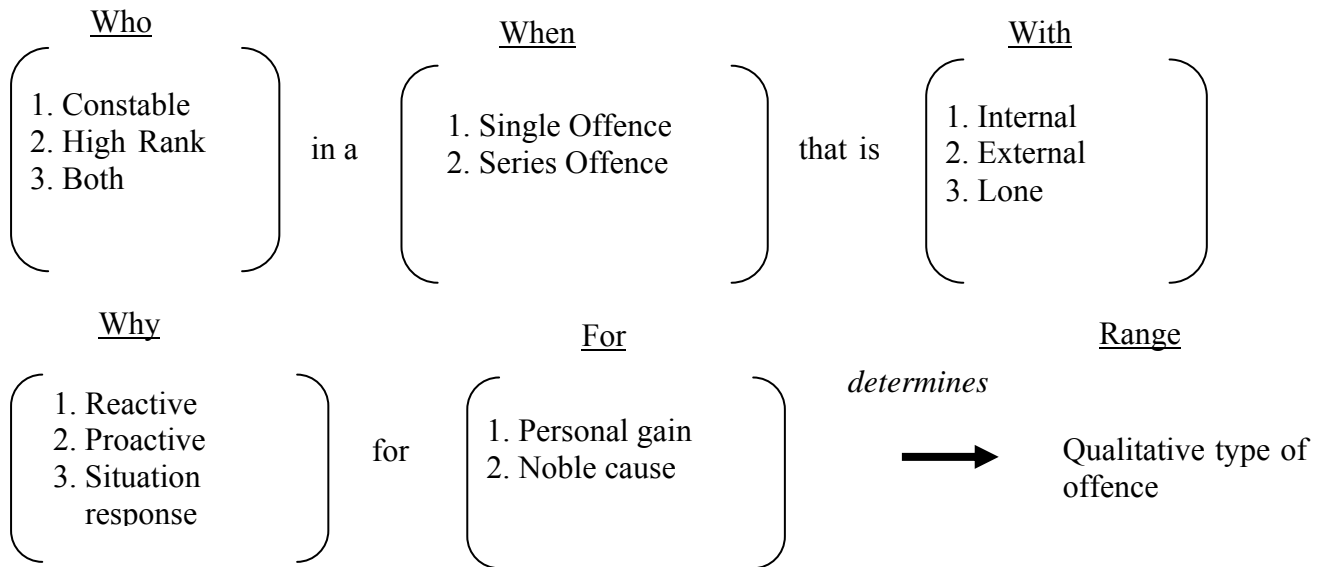 Who
When
With
1. Constable
2. High Rank
3. Both
in a
1. Single Offence
2. Series Offence
that is
1. Internal
2. External
3. Lone
Why
For
Range
1. Reactive
2. Proactive
3. Situation
response
for
1. Personal gain
2. Noble cause
determines
Qualitative type of
offence